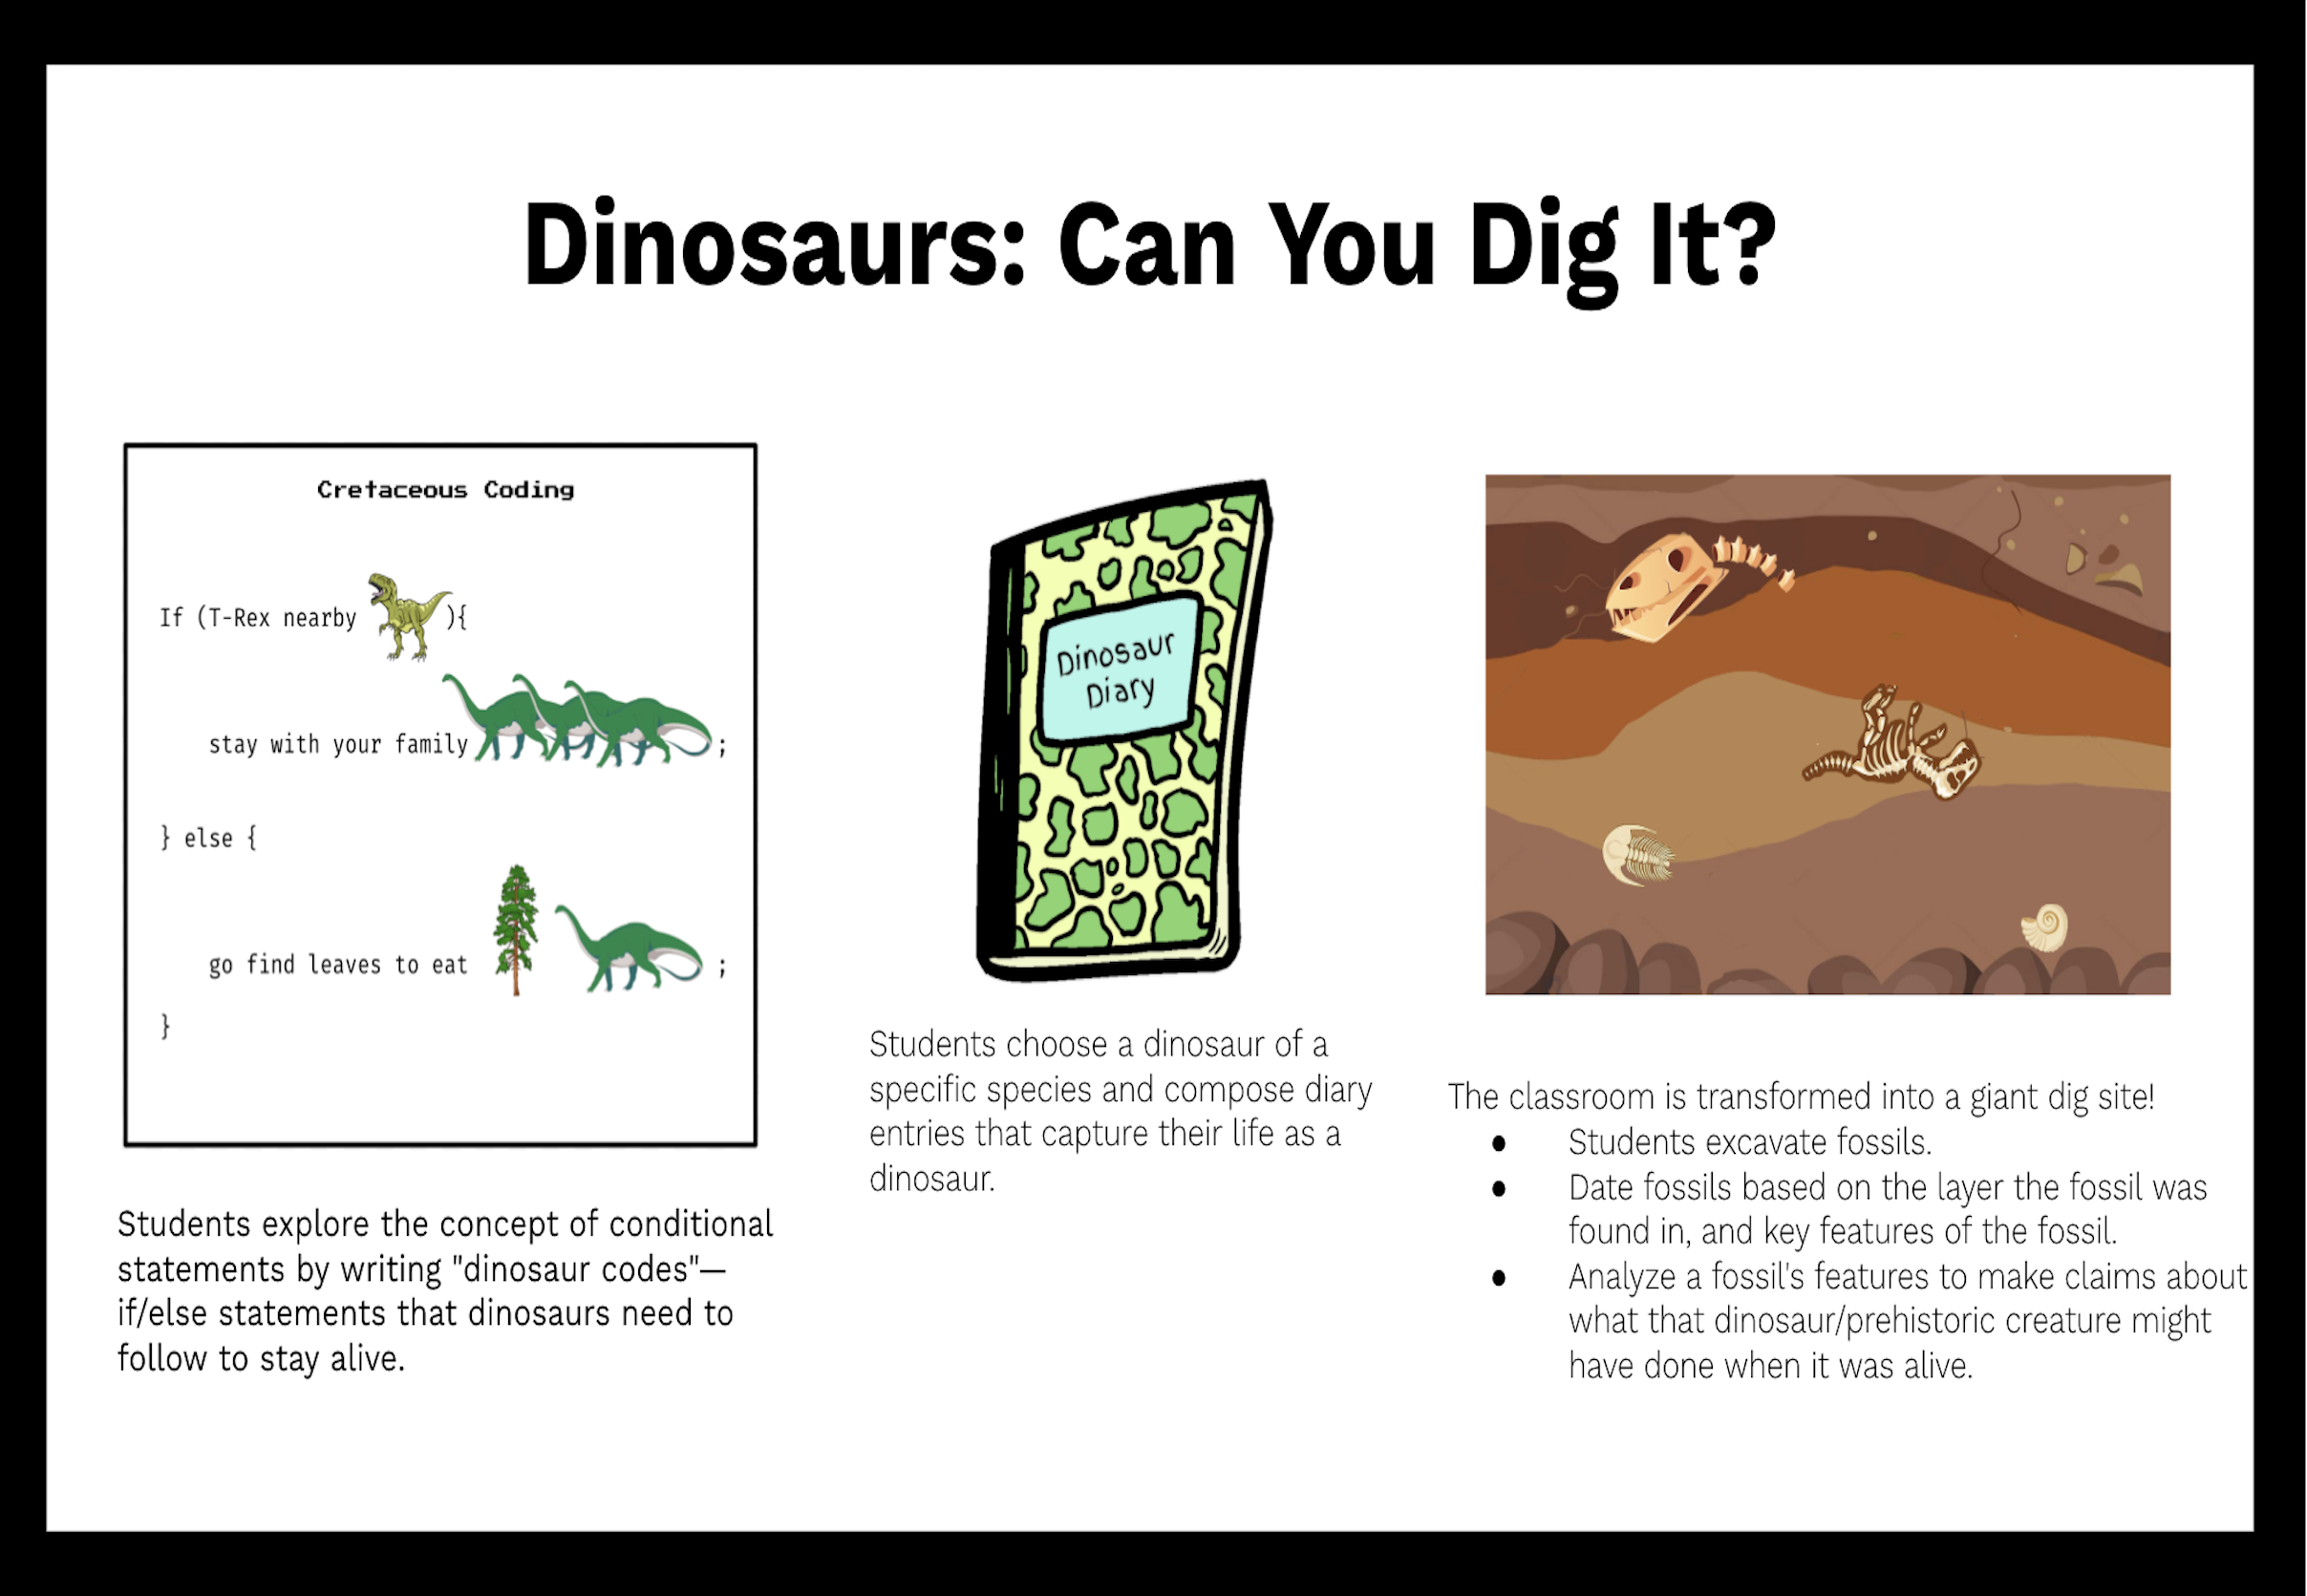 Dinosaurs: Can You Dig It?
Cretaceous Coding
If (T-Rex nearby ){
stay with your family ;
} else {
go find leaves to eat ;
}
Students explore the concept of conditional
statements by writing "dinosaur codes"—
if/else statements that dinosaurs need to
follow to stay alive.
Dinosaur
Diary
Students choose a dinosaur of a
specific species and compose diary
entries that capture their life as a
dinosaur.
The classroom is transformed into a giant dig site!
● Students excavate fossils.
● Date fossils based on the layer the fossil was
found in, and key features of the fossil.
● Analyze a fossil's features to make claims about
what that dinosaur/prehistoric creature might
have done when it was alive.